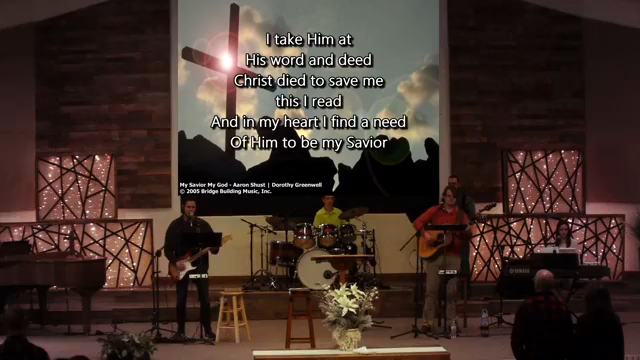 I take Him at
His word and deed
Christ died to save me
this I read
And in my heart I find a need
Of Him to be my Savior
My Savior My God - Aaron Shust | Dorothy Greenwell
© 2005 Bridge Building Music, Inc.